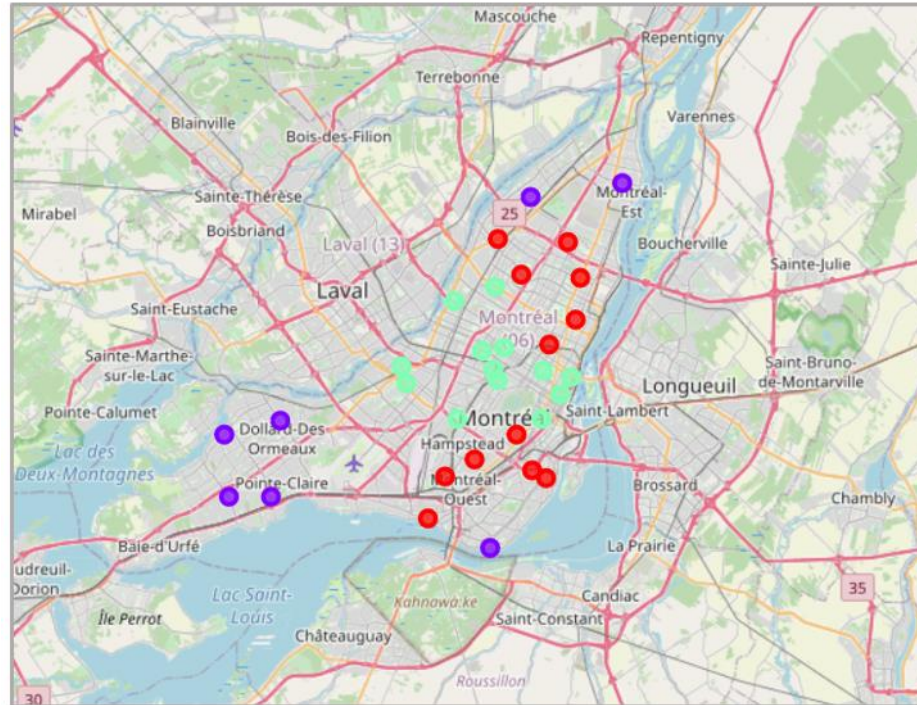 Mascouche
Repentigny
Terrebonne
Varennes
Blainville
Bois-des-Filion
Sainte-Thérèse
Montréal-
Est
Mirabel
25
Boisbriand
Laval (13)
Boucherville
Sainte-Julie
Laval
Saint-Eustache
Montréal
(06)
Sainte-Marthe-
sur-le-Lac
Saint-Bruno-
de-Montarville
Longueuil
Pointe-Calumet
Montréal
Saint-Lambert
Dollard-Des
Ormeaux
Hampstead
Lac des
Deux-Montagnes
Pointe-Claire
Montréal-
Ouest
Brossard
Chambly
Baie-d'Urfé
La Prairie
udreuil-
Dorion
Lac Saint-
Louis
Candiac
35
Kahnawà:ke
Île Perrot
Saint-Constant
Châteauguay
Roussillon
30